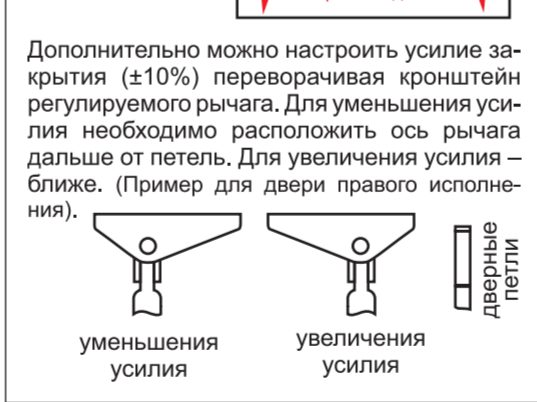 Дополнительно можно настроить усилие за-
крытия (±10%) переворачивая кронштейн
регулируемого рычага. Для уменьшения уси-
лия необходимо расположить ось рычага
дальше от петель. Для увеличения усилия –
ближе. (Пример для двери правого исполне-
ния).
дверные
петли
уменьшения
усилия
увеличения
усилия